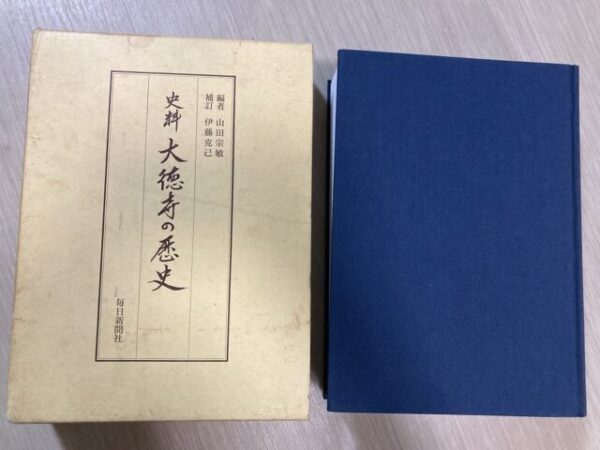 編者 山田宗敏
補訂 伊藤克己
史料 大徳寺の歴史
毎日新聞社